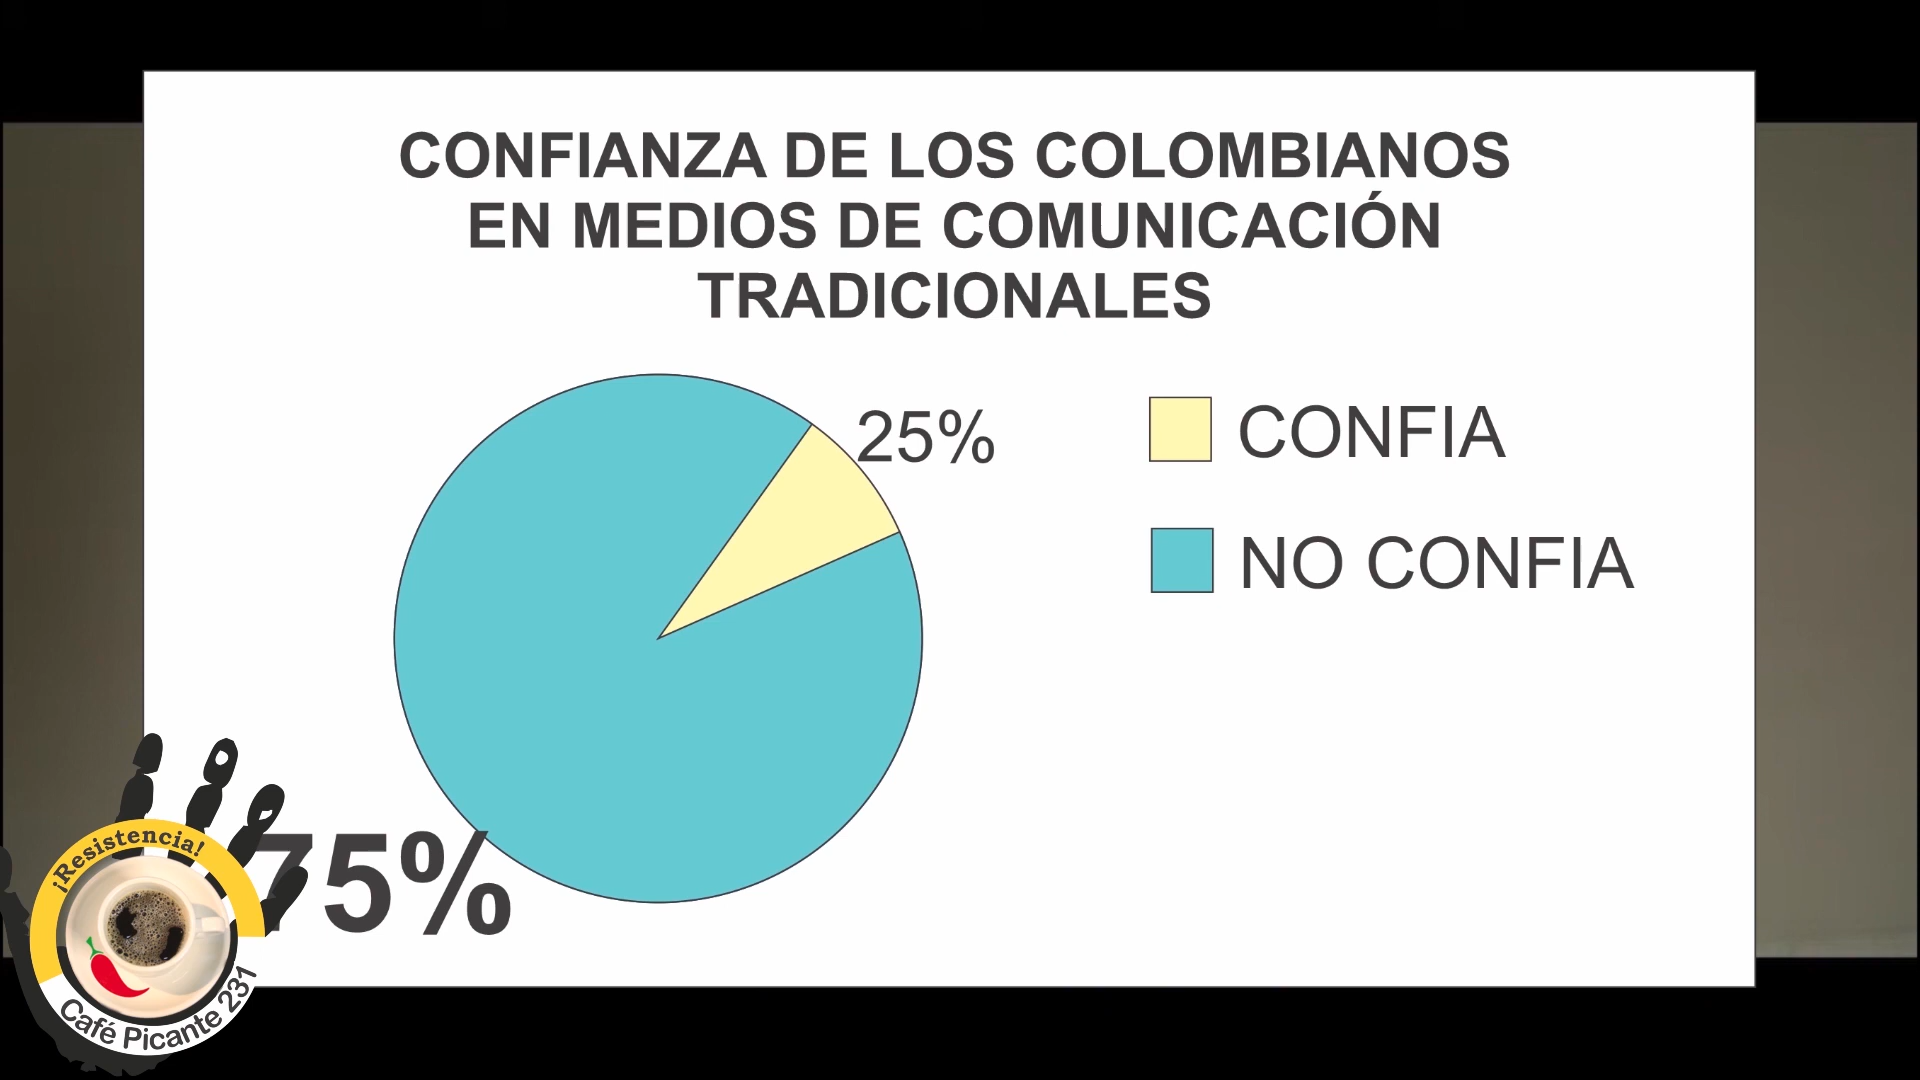 CONFIANZA DE LOS COLOMBIANOS
EN MEDIOS DE COMUNICACIÓN
TRADICIONALES
25%
CONFIA
NO CONFIA
75%
¡Resistencia!
Café Picante 231